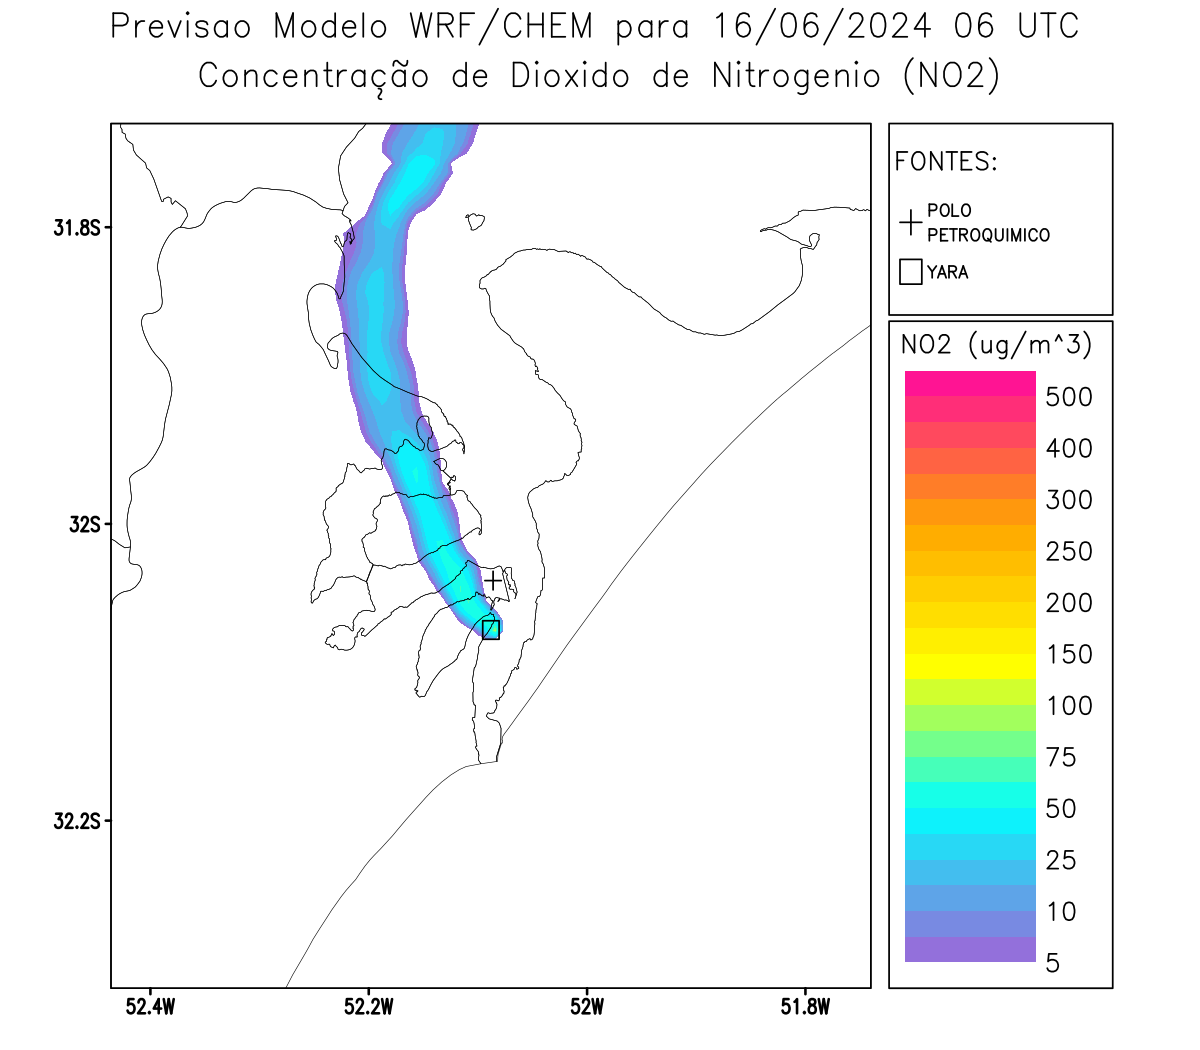 Previsao Modelo WRF/CHEM para 16/06/2024 06 UTC
Concentração de Dioxido de Nitrogenio (NO2)
FONTES:
POLO
PETROQUIMICO
YARA
NO2 (ug/m^3)
500
400
300
250
200
150
100
75
50
25
10
5
31.8S
32S
32.2S
52.4W
52.2W
52W
51.8W